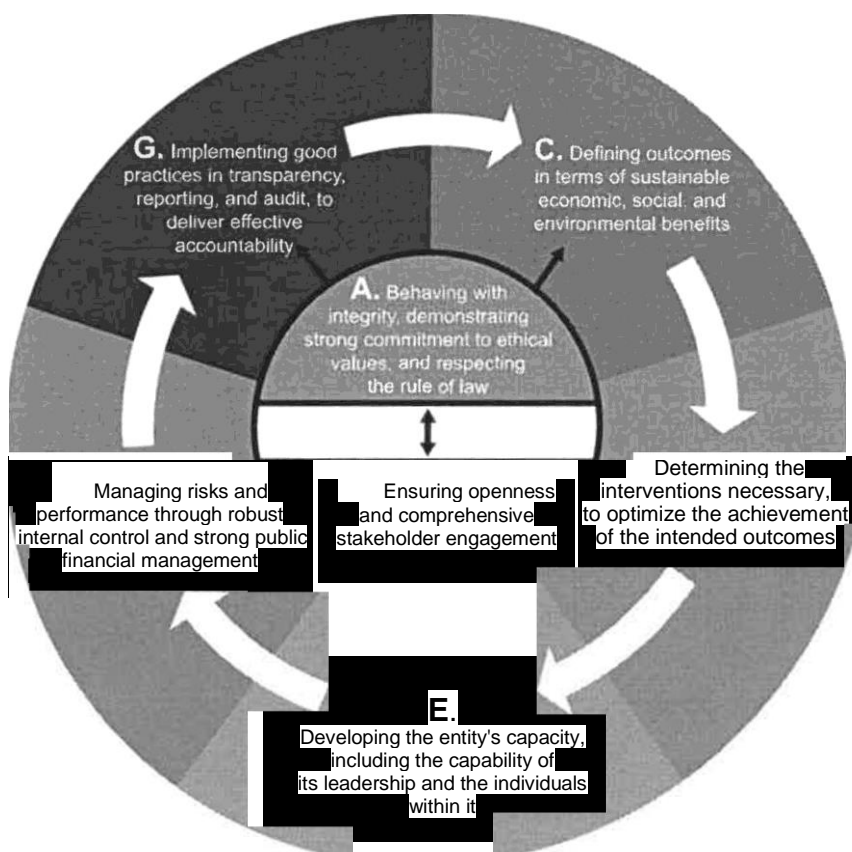 G. Implementing good
practices in transparency,
reporting, and audit, to
deliver effective
accountability
C. Defining outcomes
in terms of sustainable
economic, social, and
environmental benefits
A. Behaving with
integrity, demonstrating
strong commitment to ethical
values, and respecting
the rule of law
Managing risks and
performance through robust
internal control and strong public
financial management
Ensuring openness
and comprehensive
stakeholder engagement
Determining the
interventions necessary,
to optimize the achievement
of the intended outcomes
E.
Developing the entity's capacity,
including the capability of
its leadership and the individuals
within it